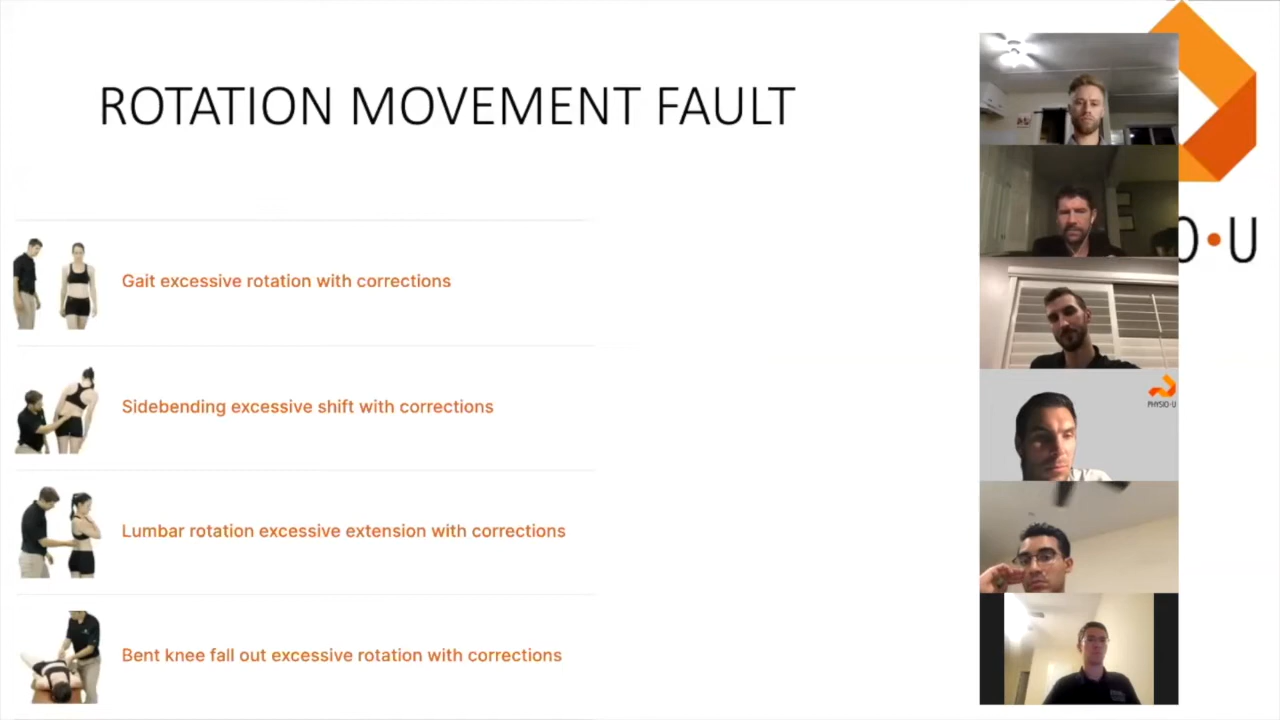 ROTATION MOVEMENT FAULT
Gait excessive rotation with corrections
Sidebending excessive shift with corrections
Lumbar rotation excessive extension with corrections
Bent knee fall out excessive rotation with corrections
O•U
PHYSIO•U